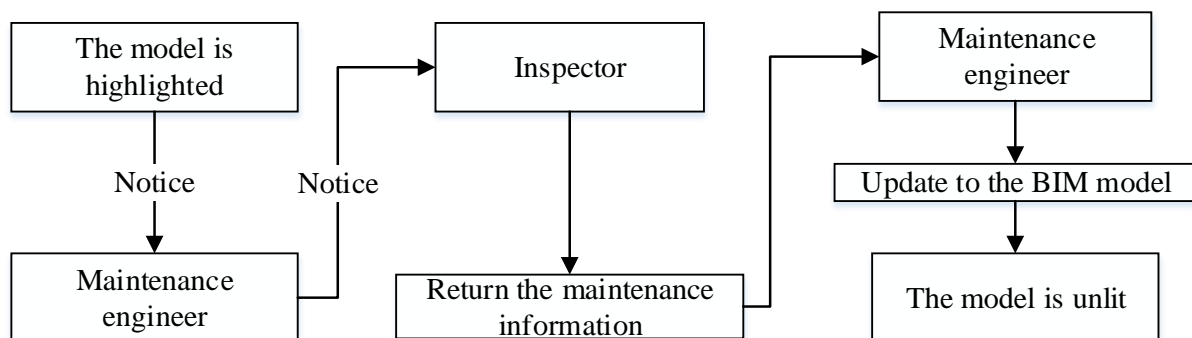 The model is
highlighted
Notice
Maintenance
engineer
Notice
Inspector
Return the maintenance
information
Maintenance
engineer
Update to the BIM model
The model is unlit